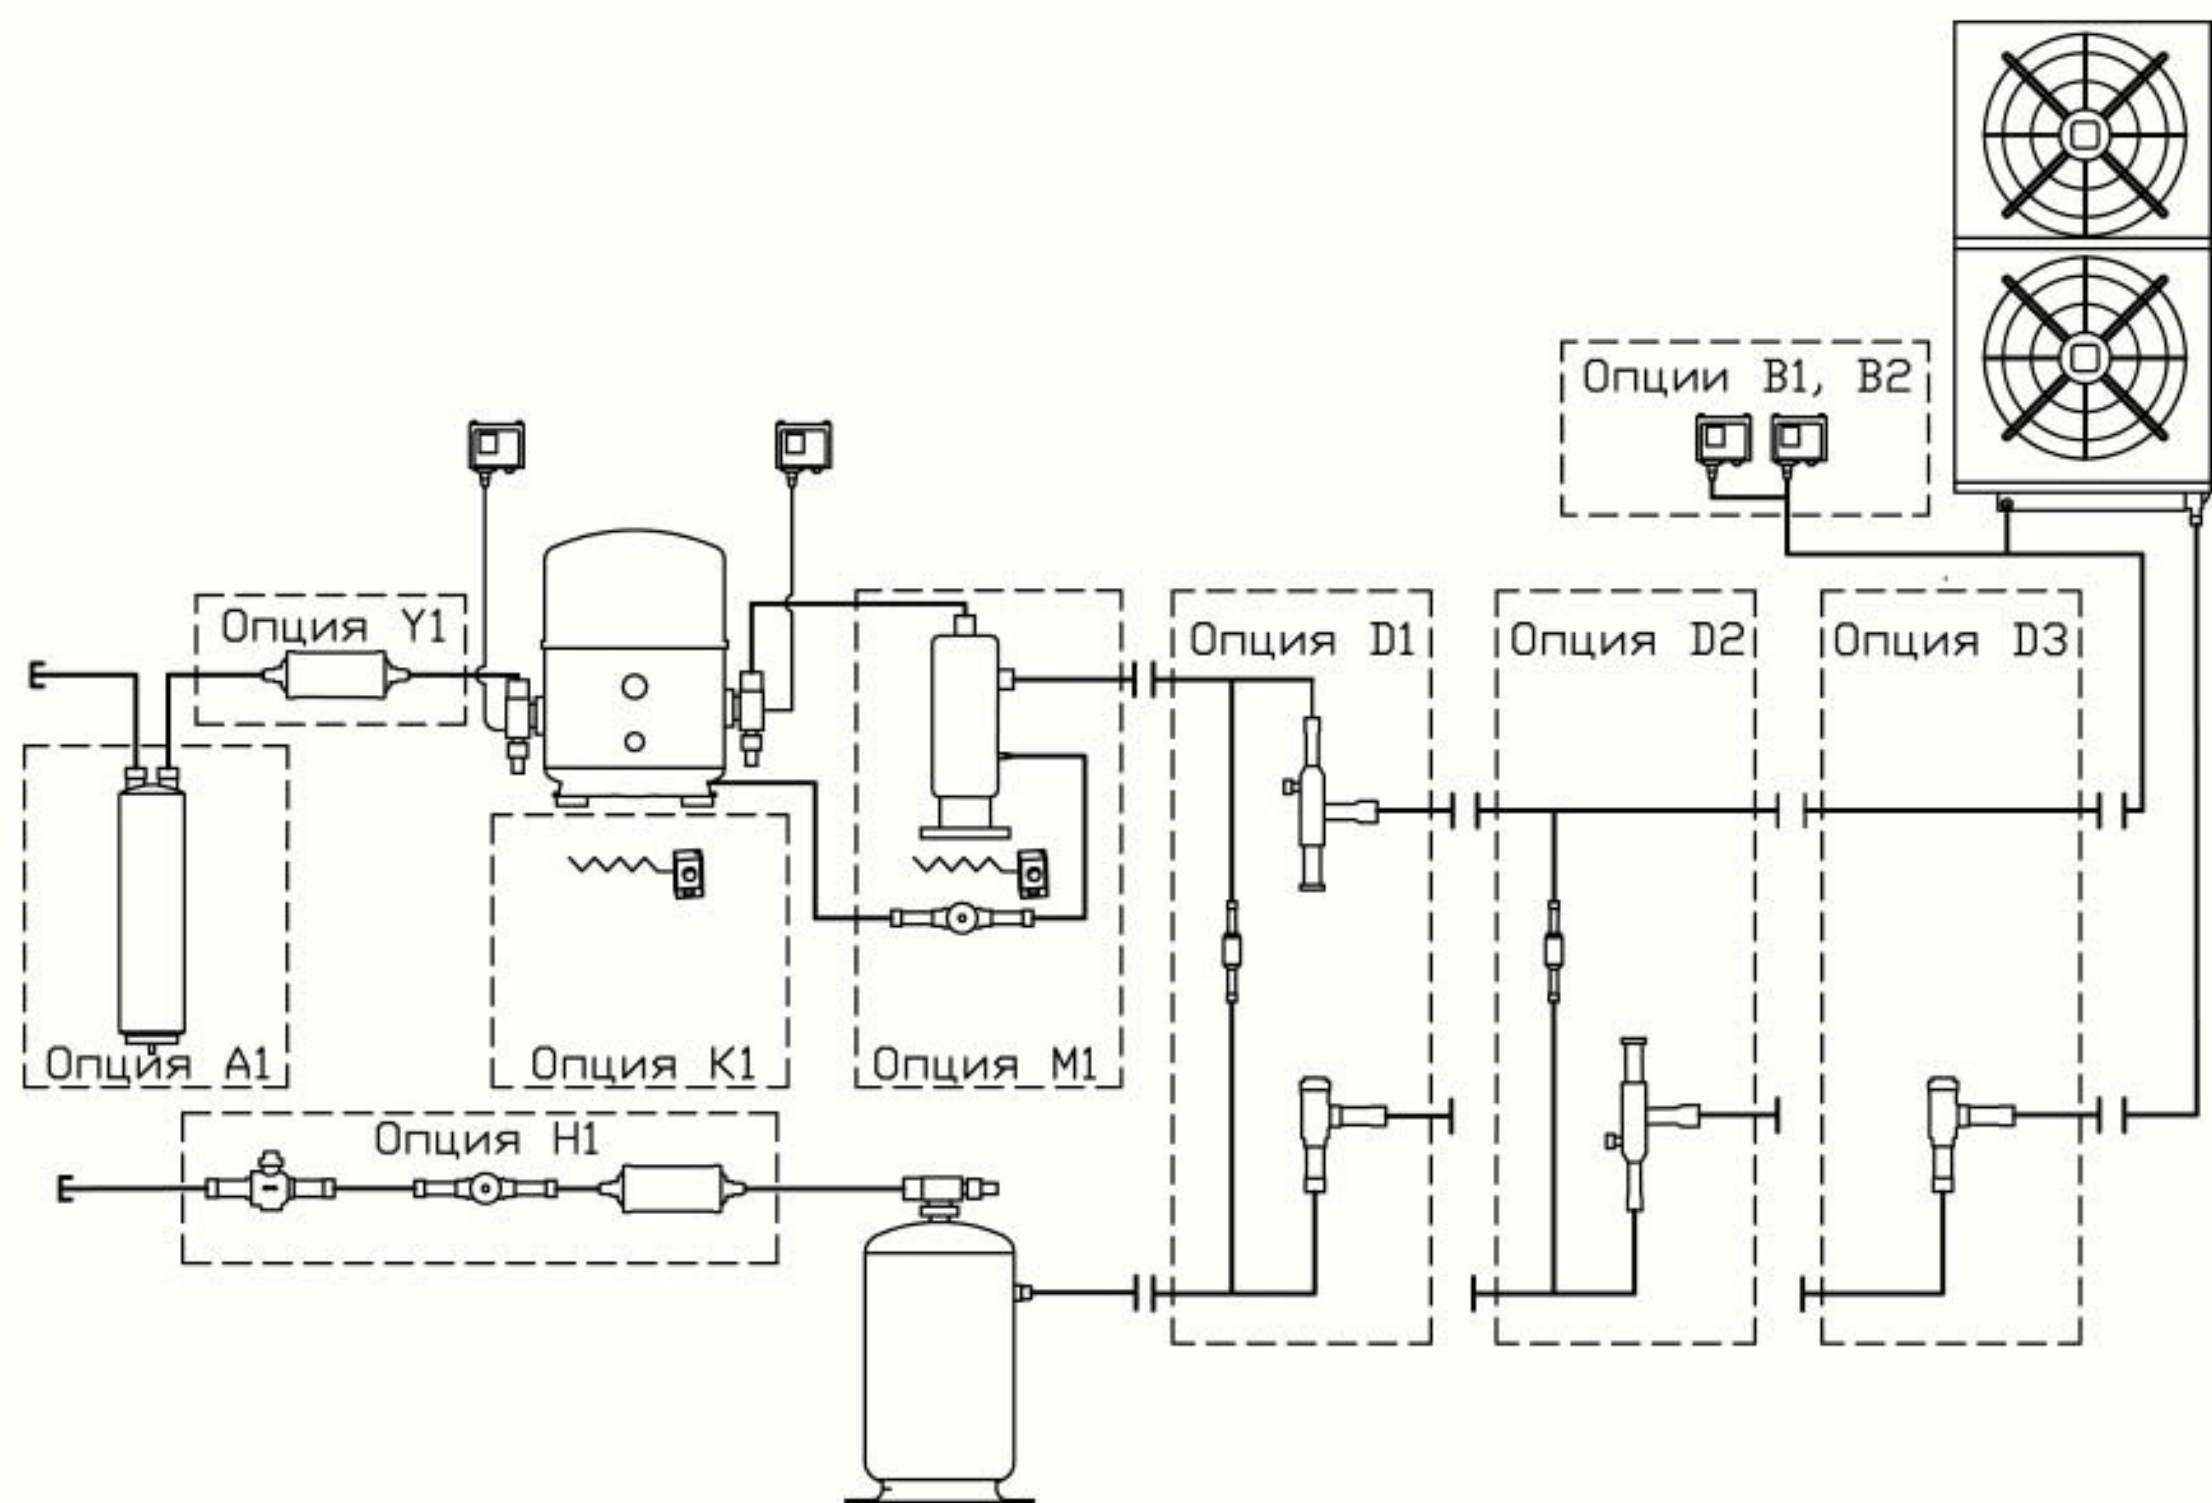 Опции B1, B2
Опция Y1
Опция D1
Опция D2
Опция D3
Опция A1
Опция K1
Опция M1
Опция H1